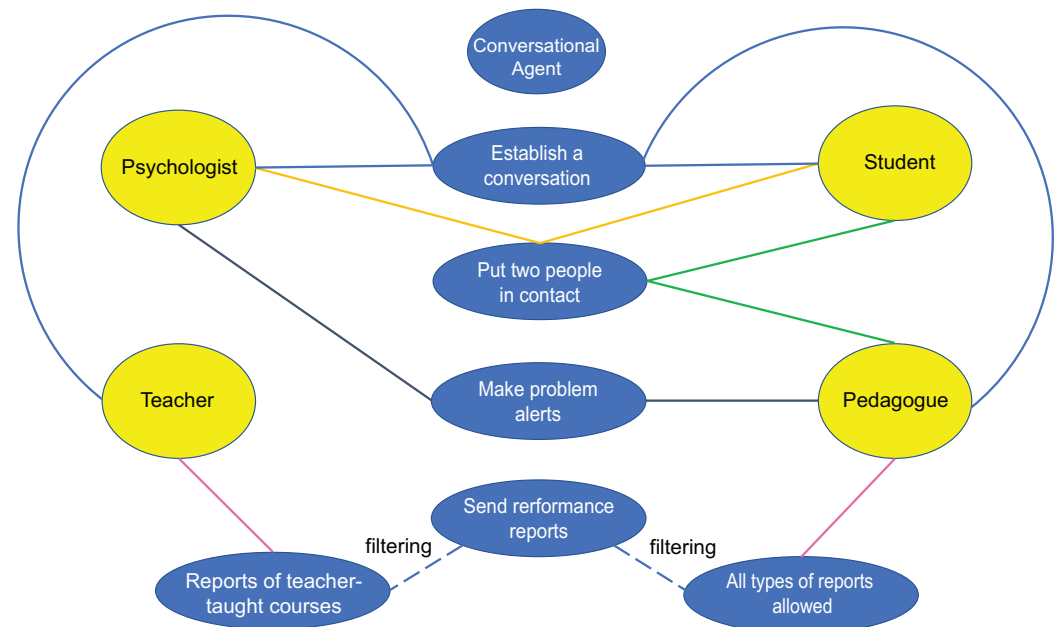 Conversational
Agent
Psychologist
Establish a
conversation
Student
Put two people
in contact
Teacher
Make problem
alerts
Pedagogue
Send rerformance
reports
filtering
filtering
Reports of teacher-
taught courses
All types of reports
allowed